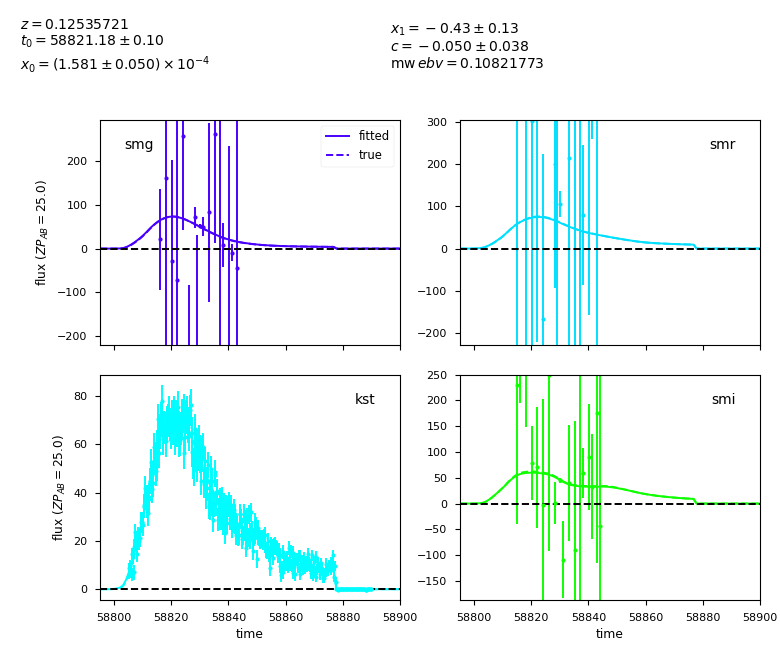 z = 0.12535721
t₀ = 58821.18 ± 0.10
x₀ = (1.581 ± 0.050) × 10⁻⁴
x₁ = −0.43 ± 0.13
c = −0.050 ± 0.038
mw ebv = 0.10821773
smg
fitted
true
200
100
0
−100
−200
flux (ZP_AB = 25.0)
smr
300
200
100
0
−100
−200
kst
80
60
40
20
0
flux (ZP_AB = 25.0)
58800 58820 58840 58860 58880 58900
time
smi
250
200
150
100
50
0
−50
−100
−150
58800 58820 58840 58860 58880 58900
time